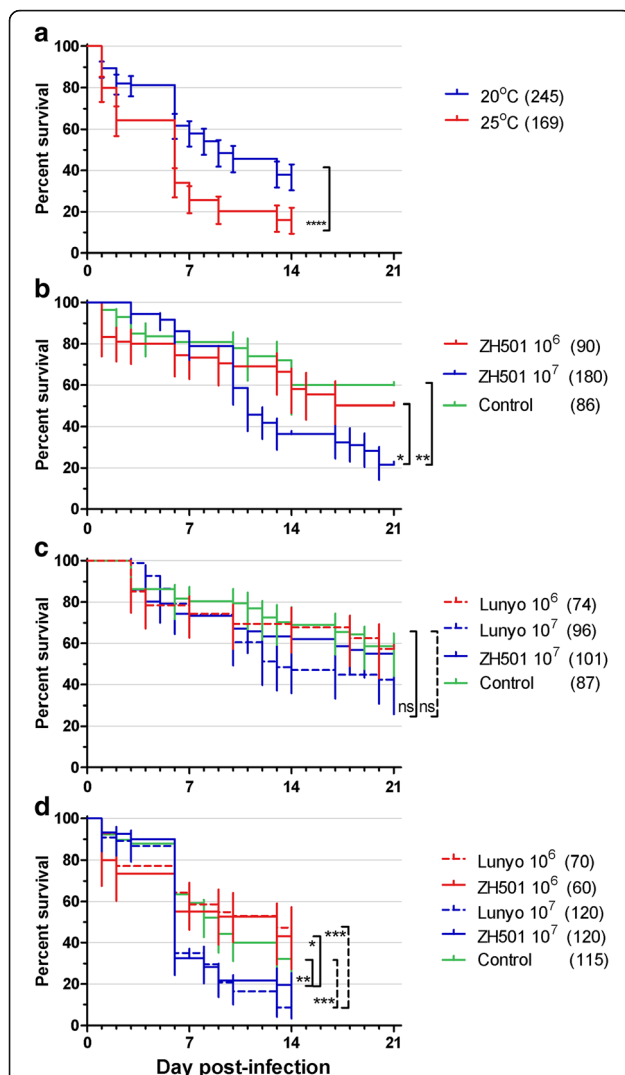 a
Percent survival
100
80
60
40
20
0
0 7 14 21
****
20°C (245)
25°C (169)
b
Percent survival
100
80
60
40
20
0
0 7 14 21
* **
ZH501 10⁶ (90)
ZH501 10⁷ (180)
Control (86)
c
Percent survival
100
80
60
40
20
0
0 7 14 21
ns ns
Lunyo 10⁶ (74)
Lunyo 10⁷ (96)
ZH501 10⁷ (101)
Control (87)
d
Percent survival
100
80
60
40
20
0
0 7 14 21
* ***
**
***
Lunyo 10⁶ (70)
ZH501 10⁶ (60)
Lunyo 10⁷ (120)
ZH501 10⁷ (120)
Control (115)
Day post-infection